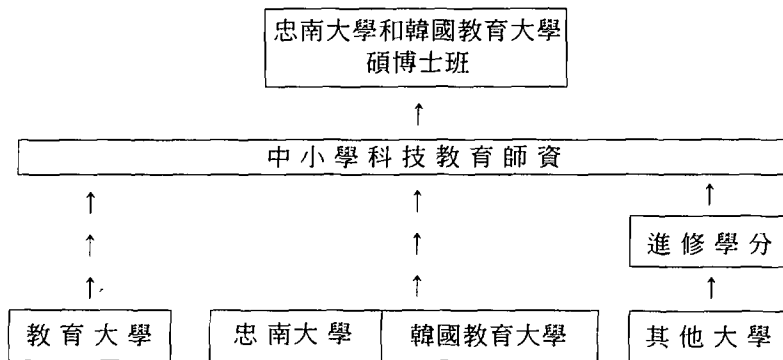 忠南大學和韓國教育大學
碩博士班
↑
中小學科技教育師資
↑ ↑ ↑
↑ ↑ 進修學分
↑ ↑ ↑
教育大學 忠南大學 韓國教育大學 其他大學